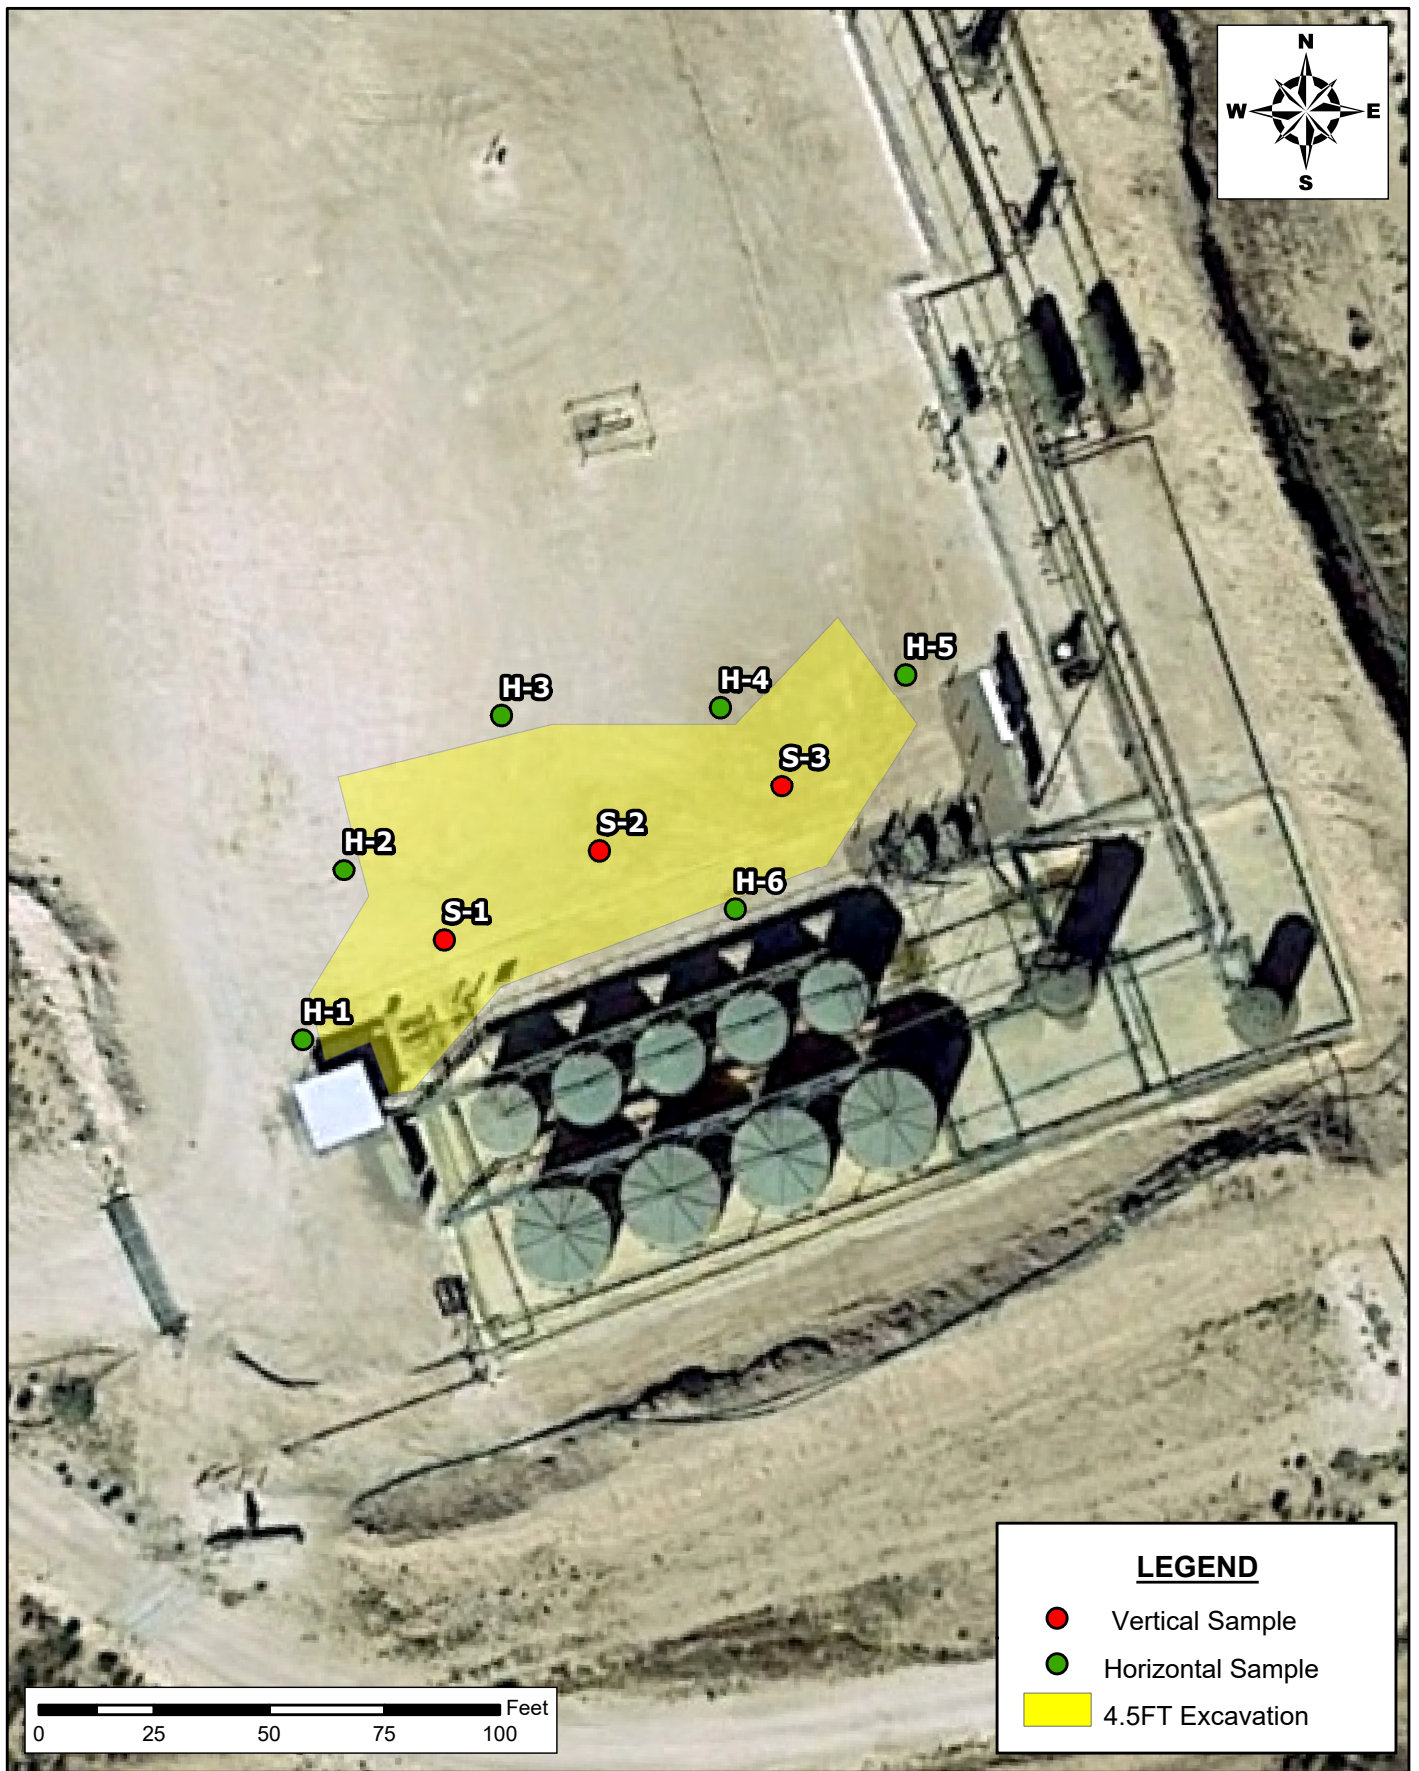 N
W E
S
H-5
H-3
H-4
S-3
S-2
H-2
H-6
S-1
H-1
LEGEND
Vertical Sample
Horizontal Sample
4.5FT Excavation
Feet
0 25 50 75 100